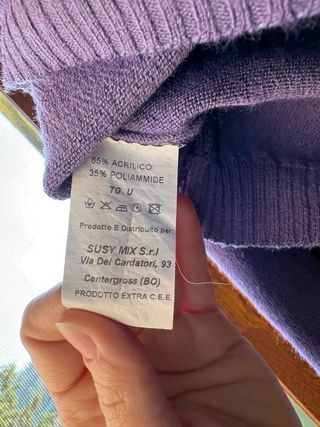 65% ACRILICO
35% POLIAMMIDE
TG. U
Prodotto E Distribuito per:
SUSY MIX S.r.l
Via Dei Cardatori, 93
Centergross (BO)
PRODOTTO EXTRA C.E.E.